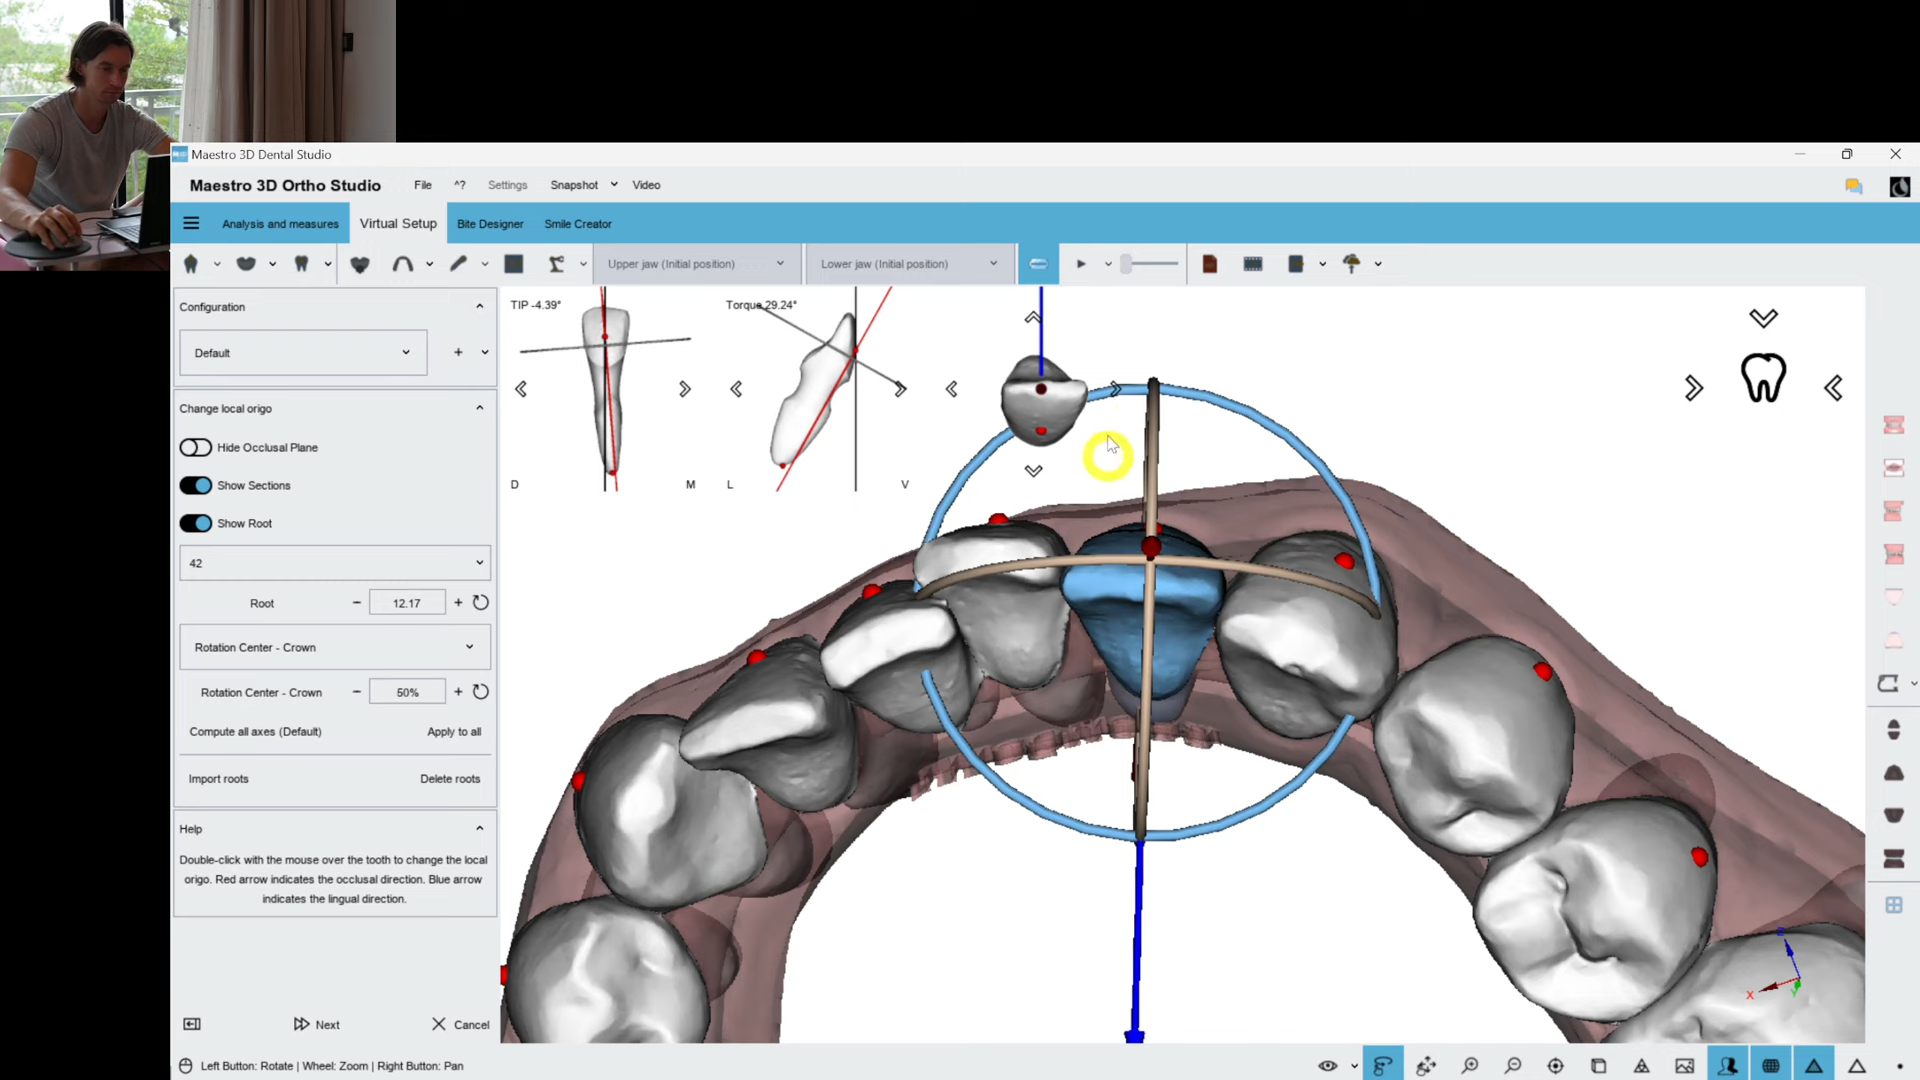 Maestro 3D Dental Studio
Maestro 3D Ortho Studio File ^? Settings Snapshot Video
Analysis and measures Virtual Setup Bite Designer Smile Creator
Upper jaw (Initial position) Lower jaw (Initial position)
Configuration
Default
Change local origo
Hide Occlusal Plane
Show Sections
Show Root
42
Root 12.17
Rotation Center - Crown
Rotation Center - Crown 50%
Compute all axes (Default) Apply to all
Import roots Delete roots
Help
Double-click with the mouse over the tooth to change the local
origo. Red arrow indicates the occlusal direction. Blue arrow
indicates the lingual direction.
Next Cancel
Left Button: Rotate | Wheel: Zoom | Right Button: Pan
TIP -4.39°
D M
Torque 29.24°
L V
Z
X Y